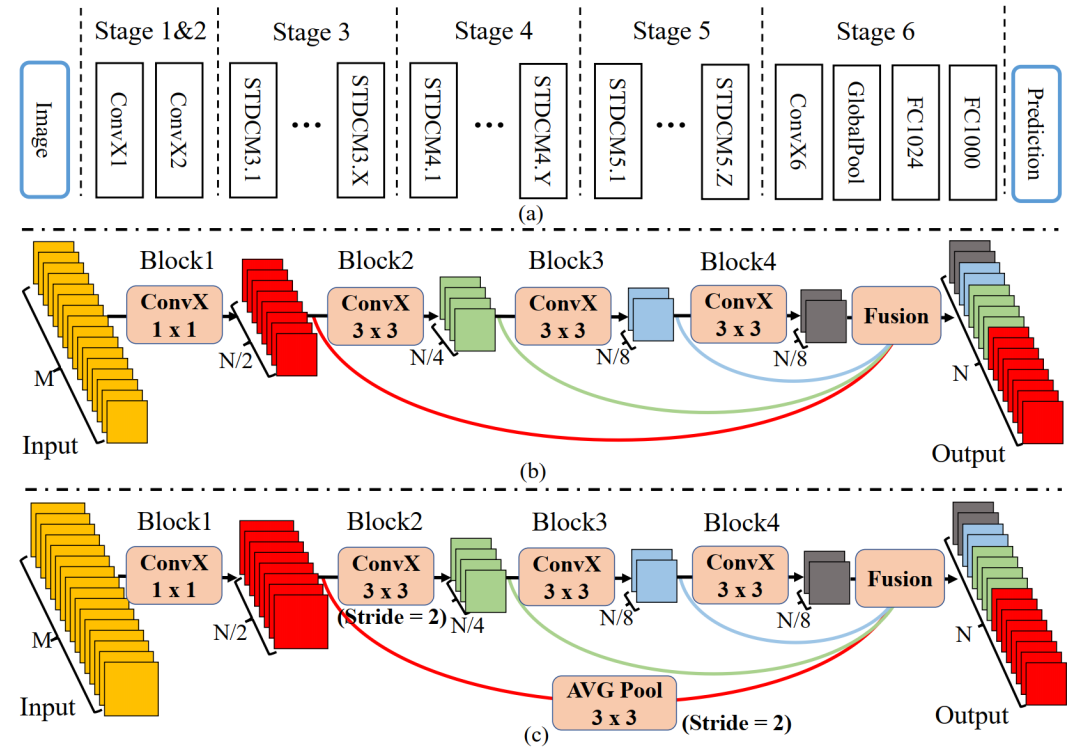 Stage 1&2 Stage 3 Stage 4 Stage 5 Stage 6
Image ConvX1 ConvX2 STDCM3.1 ... STDCM3.X STDCM4.1 ... STDCM4.Y STDCM5.1 ... STDCM5.Z ConvX6 GlobalPool FC1024 FC1000 Prediction
(a)
Block1 Block2 Block3 Block4
ConvX ConvX ConvX ConvX Fusion
1 x 1 3 x 3 3 x 3 3 x 3
M N/2 N/4 N/8 N/8 N
Input Output
(b)
Block1 Block2 Block3 Block4
ConvX ConvX ConvX ConvX Fusion
1 x 1 3 x 3 3 x 3 3 x 3
(Stride = 2)
M N/2 N/4 N/8 N/8 N
AVG Pool
3 x 3 (Stride = 2)
Input Output
(c)